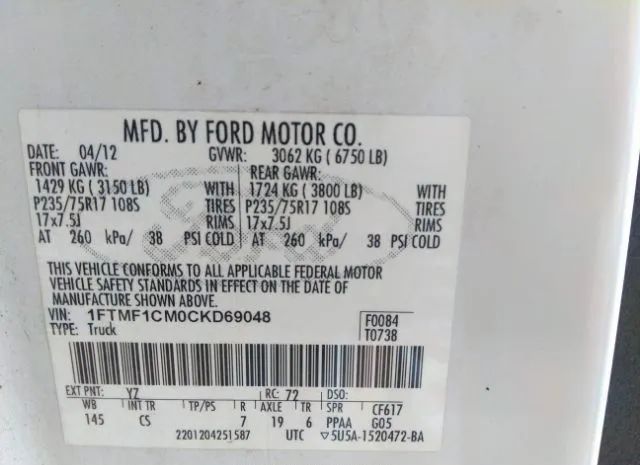 MFD. BY FORD MOTOR CO.
DATE: 04/12 GVWR: 3062 KG ( 6750 LB)
FRONT GAWR: REAR GAWR:
1429 KG ( 3150 LB) WITH 1724 KG ( 3800 LB) WITH
P235/75R17 108S TIRES P235/75R17 108S TIRES
17x7.5J RIMS 17x7.5J RIMS
AT 260 kPa/ 38 PSI COLD AT 260 kPa/ 38 PSI COLD
THIS VEHICLE CONFORMS TO ALL APPLICABLE FEDERAL MOTOR
VEHICLE SAFETY STANDARDS IN EFFECT ON THE DATE OF
MANUFACTURE SHOWN ABOVE.
VIN: 1FTMF1CM0CKD69048 F0084
TYPE: Truck T0738
EXT PNT: YZ RC: 72 DSO:
WB INT TR TP/PS R AXLE TR SPR CF617
145 CS 7 19 6 PPAA G05
2201204251587 UTC ▽5U5A-1520472-BA